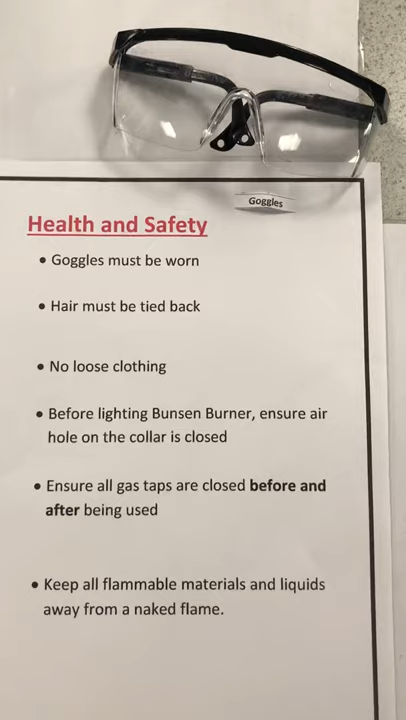 Goggles
Health and Safety
• Goggles must be worn
• Hair must be tied back
• No loose clothing
• Before lighting Bunsen Burner, ensure air
hole on the collar is closed
• Ensure all gas taps are closed before and
after being used
• Keep all flammable materials and liquids
away from a naked flame.